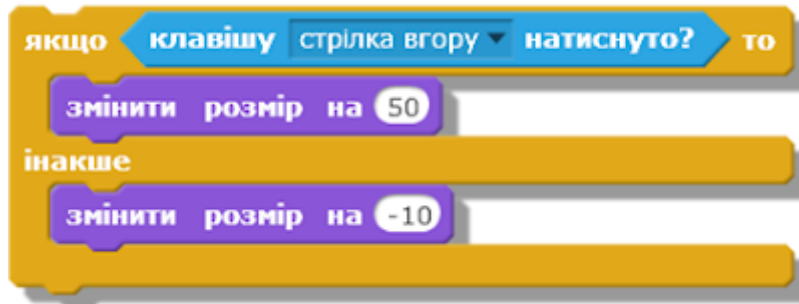 якщо клавішу стрілка вгору натиснуто? то
змінити розмір на 50
інакше
змінити розмір на -10